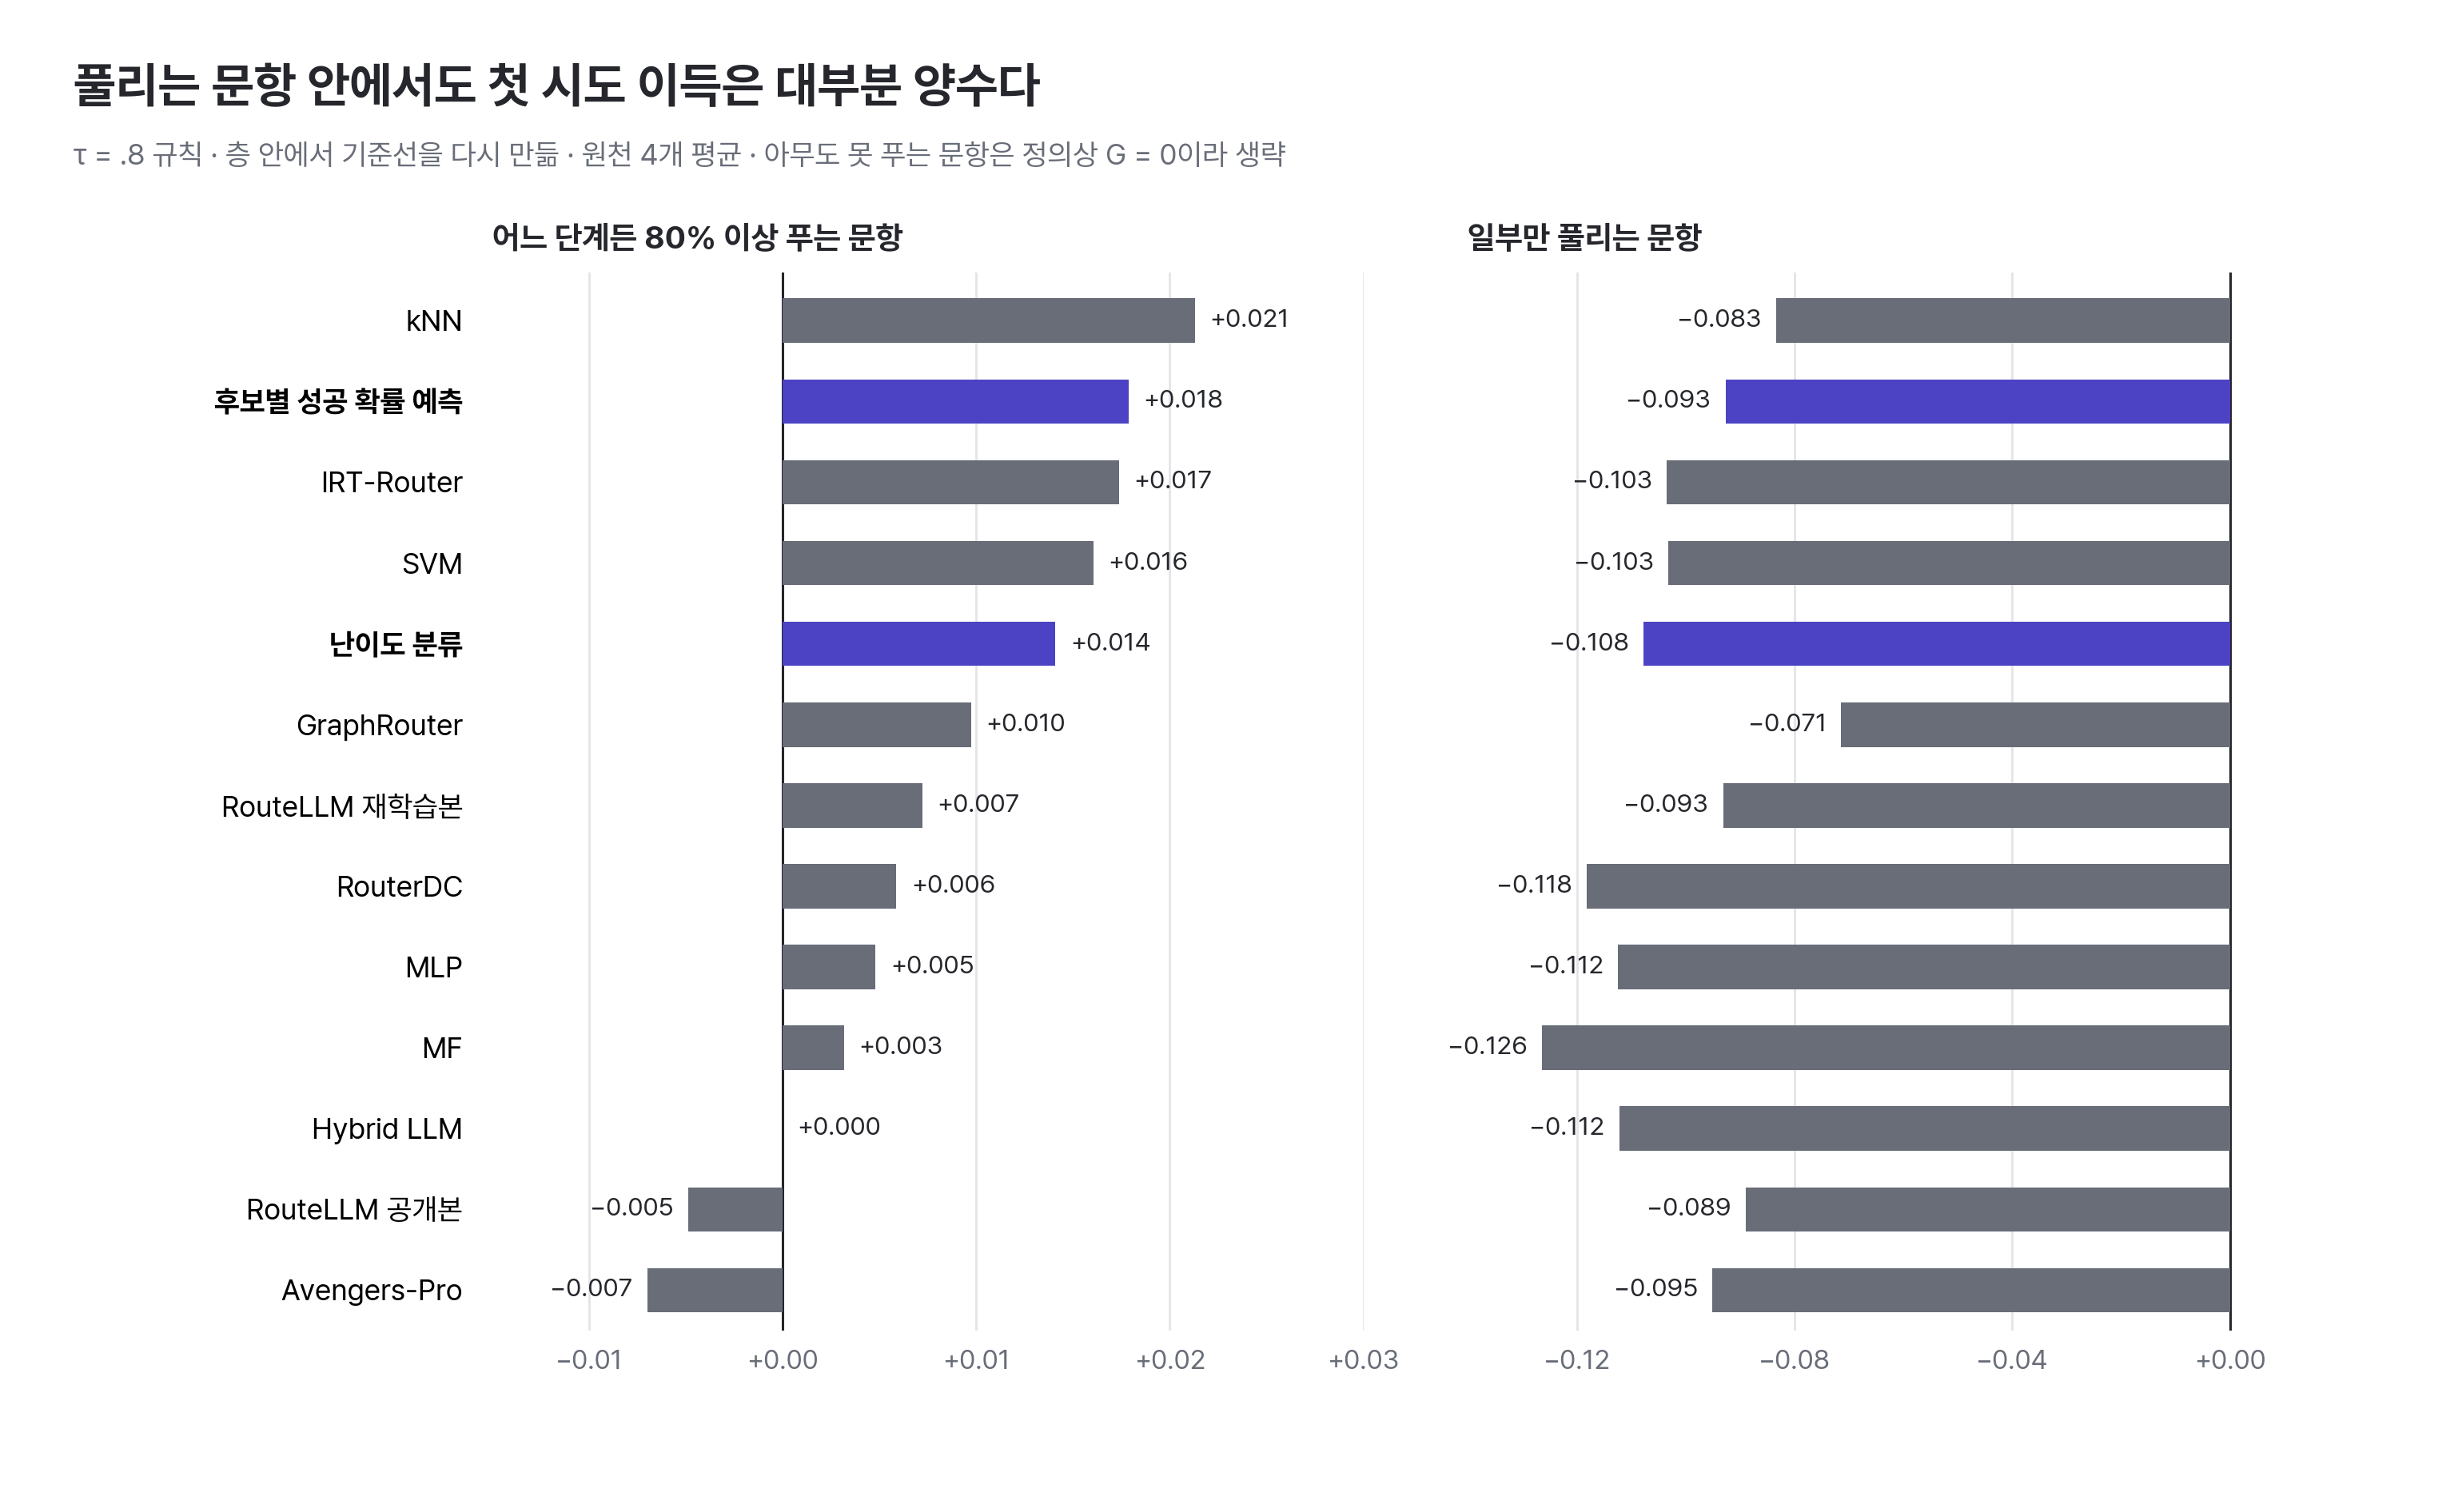 풀리는 문항 안에서도 첫 시도 이득은 대부분 양수다
τ = .8 규칙 · 층 안에서 기준선을 다시 만듦 · 원천 4개 평균 · 아무도 못 푸는 문항은 정의상 G = 0이라 생략
어느 단계든 80% 이상 푸는 문항
일부만 풀리는 문항
kNN +0.021 −0.083
후보별 성공 확률 예측 +0.018 −0.093
IRT-Router +0.017 −0.103
SVM +0.016 −0.103
난이도 분류 +0.014 −0.108
GraphRouter +0.010 −0.071
RouteLLM 재학습본 +0.007 −0.093
RouterDC +0.006 −0.118
MLP +0.005 −0.112
MF +0.003 −0.126
Hybrid LLM +0.000 −0.112
RouteLLM 공개본 −0.005 −0.089
Avengers-Pro −0.007 −0.095
−0.01 +0.00 +0.01 +0.02 +0.03 −0.12 −0.08 −0.04 +0.00